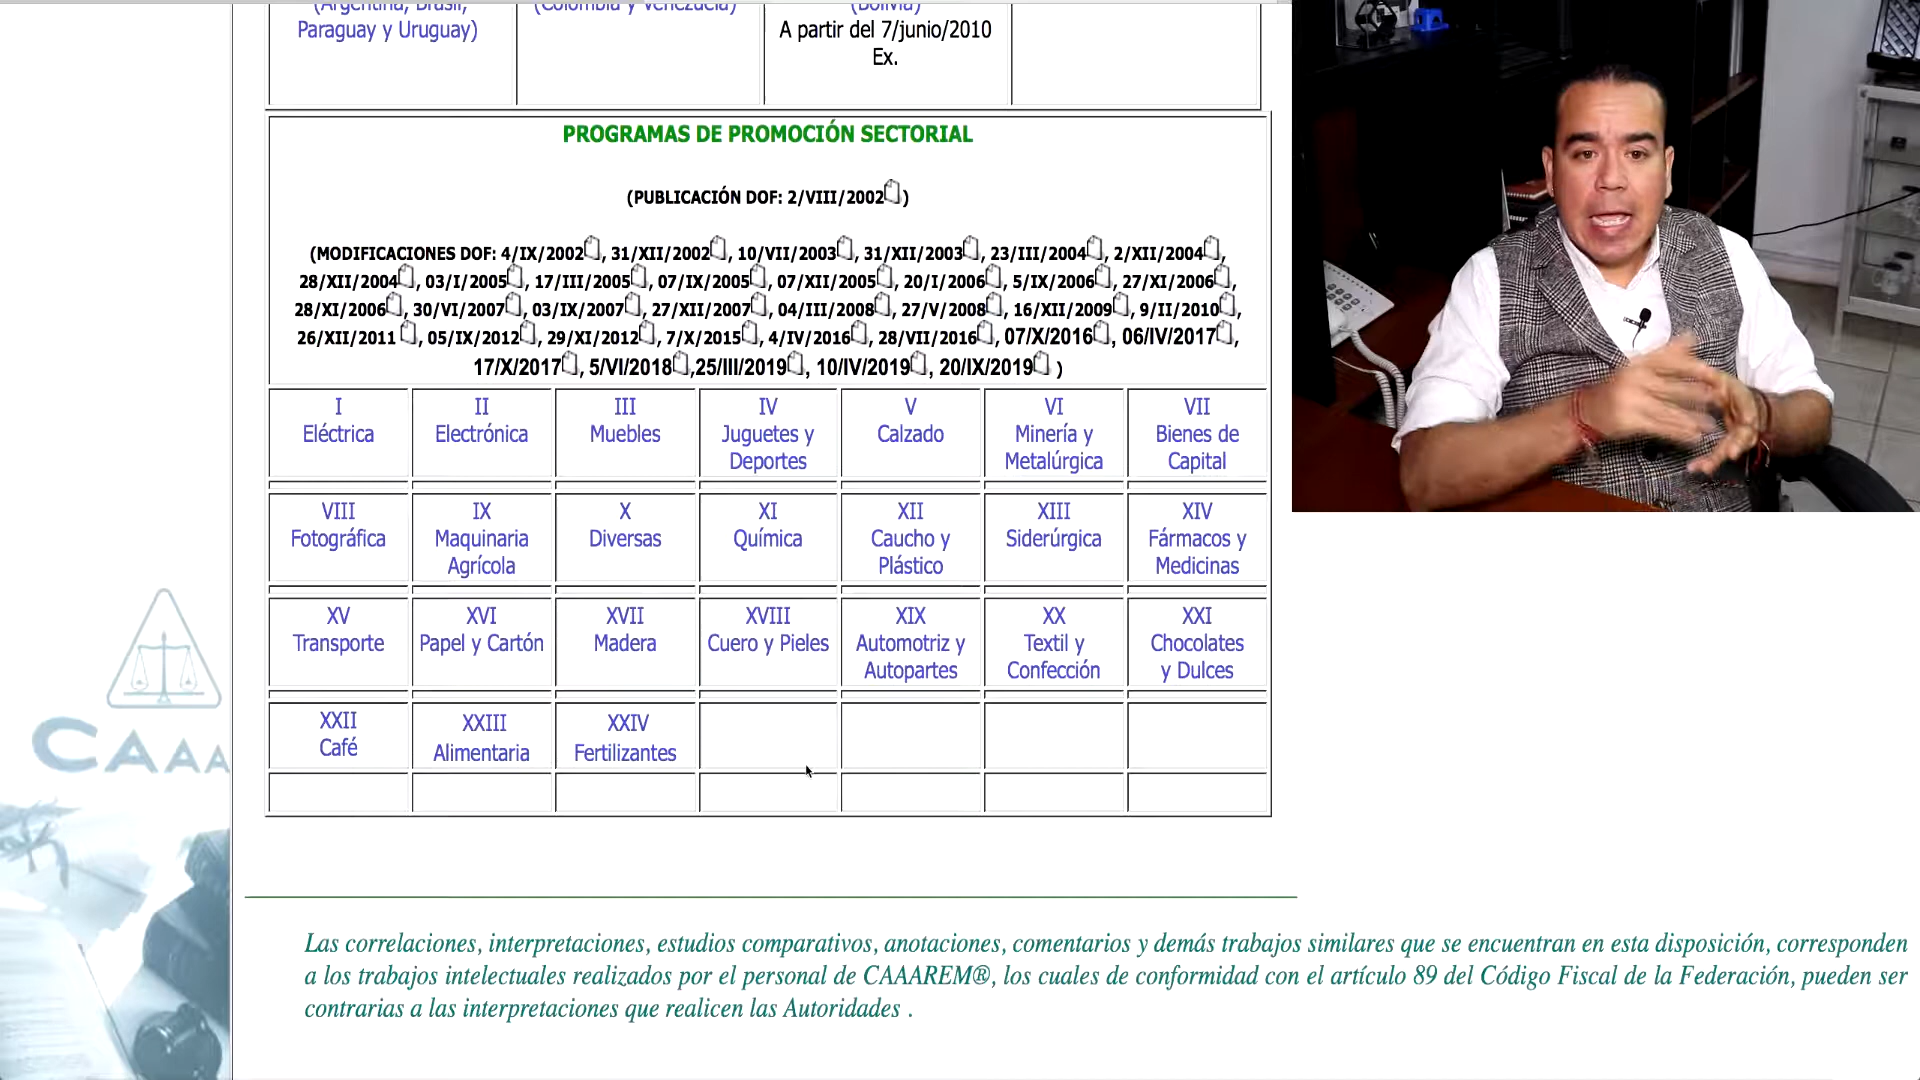 (Argentina, Brasil,
Paraguay y Uruguay)
(Colombia y Venezuela)
(Bolivia)
A partir del 7/junio/2010
Ex.
PROGRAMAS DE PROMOCIÓN SECTORIAL
(PUBLICACIÓN DOF: 2/VIII/2002)
(MODIFICACIONES DOF: 4/IX/2002, 31/XII/2002, 10/VII/2003, 31/XII/2003, 23/III/2004, 2/XII/2004,
28/XII/2004, 03/I/2005, 17/III/2005, 07/IX/2005, 07/XII/2005, 20/I/2006, 5/IX/2006, 27/XI/2006,
28/XI/2006, 30/VI/2007, 03/IX/2007, 27/XII/2007, 04/III/2008, 27/V/2008, 16/XII/2009, 9/II/2010,
26/XII/2011, 05/IX/2012, 29/XI/2012, 7/X/2015, 4/IV/2016, 28/VII/2016, 07/X/2016, 06/IV/2017,
17/X/2017, 5/VI/2018,25/III/2019, 10/IV/2019, 20/IX/2019 )
I
Eléctrica
II
Electrónica
III
Muebles
IV
Juguetes y
Deportes
V
Calzado
VI
Minería y
Metalúrgica
VII
Bienes de
Capital
VIII
Fotográfica
IX
Maquinaria
Agrícola
X
Diversas
XI
Química
XII
Caucho y
Plástico
XIII
Siderúrgica
XIV
Fármacos y
Medicinas
XV
Transporte
XVI
Papel y Cartón
XVII
Madera
XVIII
Cuero y Pieles
XIX
Automotriz y
Autopartes
XX
Textil y
Confección
XXI
Chocolates
y Dulces
XXII
Café
XXIII
Alimentaria
XXIV
Fertilizantes
CAAA
Las correlaciones, interpretaciones, estudios comparativos, anotaciones, comentarios y demás trabajos similares que se encuentran en esta disposición, corresponden
a los trabajos intelectuales realizados por el personal de CAAAREM®, los cuales de conformidad con el artículo 89 del Código Fiscal de la Federación, pueden ser
contrarias a las interpretaciones que realicen las Autoridades .